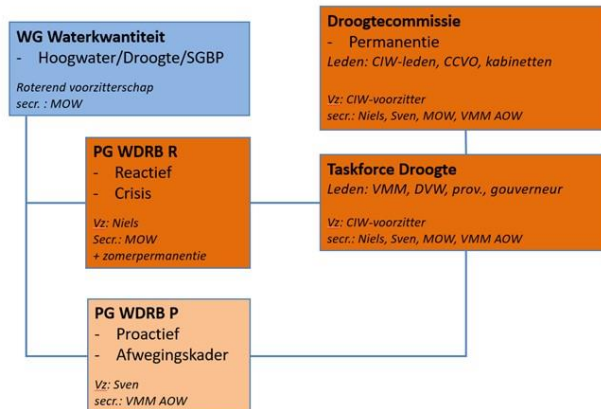 WG Waterkwantiteit
- Hoogwater/Droogte/SGBP
Roterend voorzitterschap
secr. : MOW
Droogtecommissie
- Permanentie
Leden: CIW-leden, CCVO, kabinetten
Vz: CIW-voorzitter
secr.: Niels, Sven, MOW, VMM AOW
PG WDRB R
- Reactief
- Crisis
Vz: Niels
Secr.: MOW
+ zomerpermanentie
Taskforce Droogte
Leden: VMM, DVW, prov., gouverneur
Vz: CIW-voorzitter
secr.: Niels, Sven, MOW, VMM AOW
PG WDRB P
- Proactief
- Afwegingskader
Vz: Sven
secr.: VMM AOW